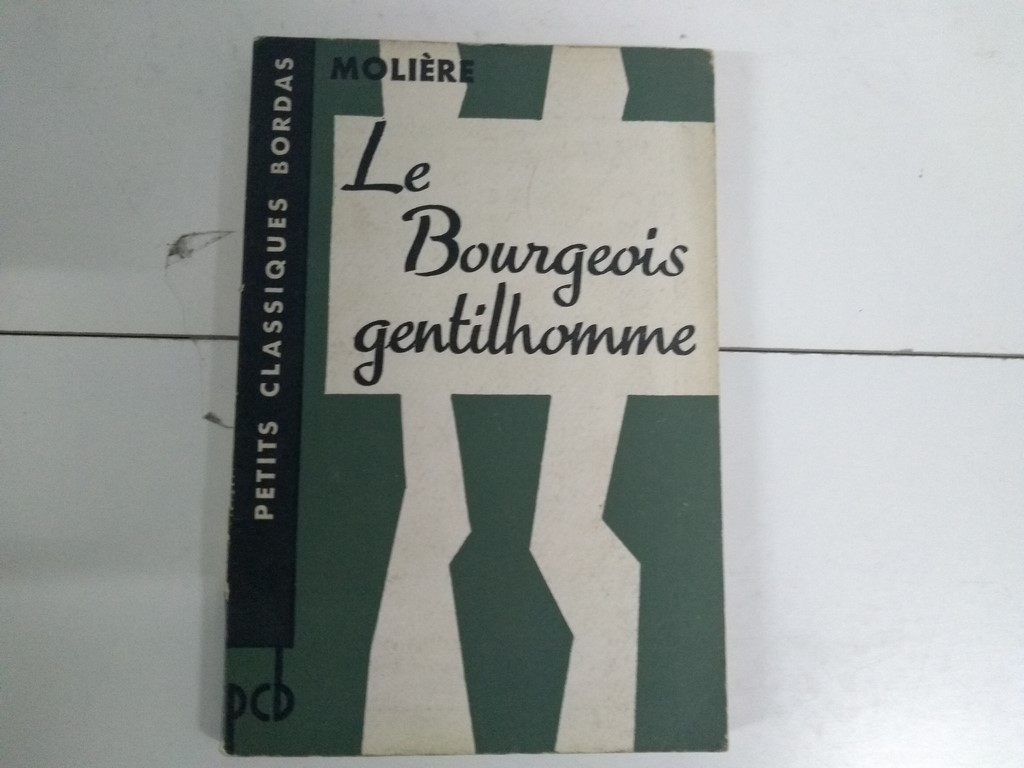 MOLIÈRE
Le
Bourgeois
gentilhomme
PETITS CLASSIQUES BORDAS
pcb